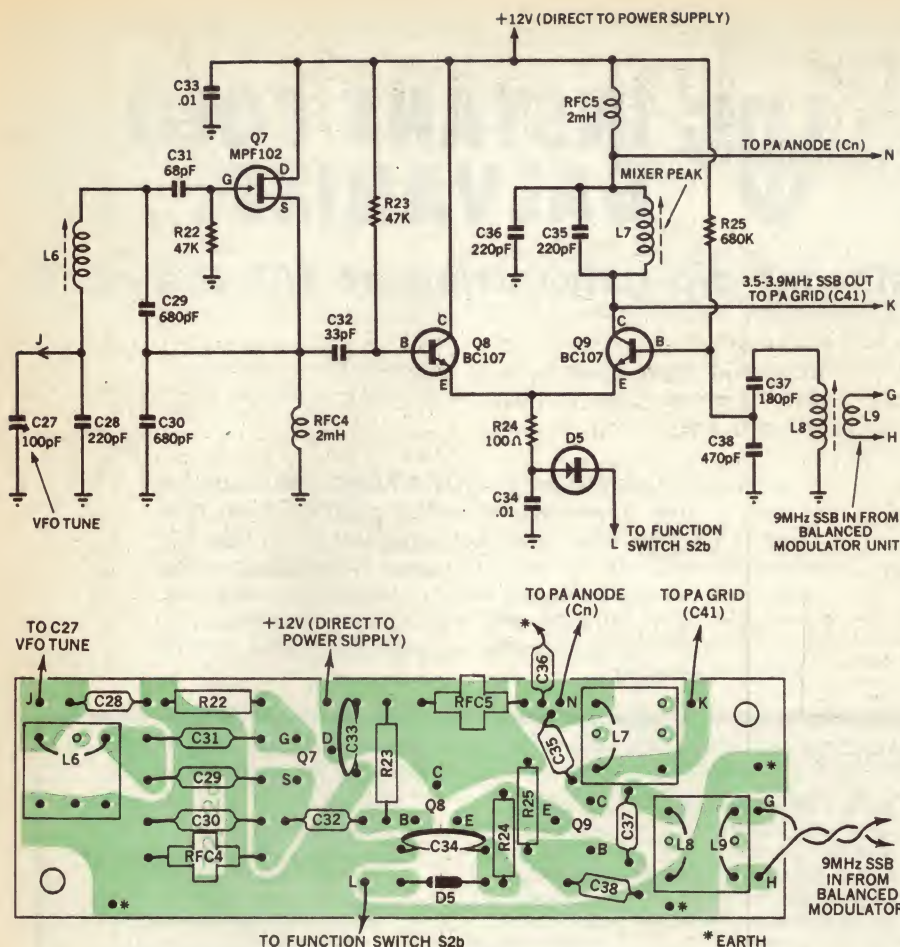 +12V (DIRECT TO POWER SUPPLY)
C33
.01
Q7
MPF102
C31
68pF
G
D
S
R22
47K
R23
47K
RFC5
2mH
TO PA ANODE (Cn)
N
MIXER PEAK
C36
220pF
C35
220pF
L7
R25
680K
L6
C29
680pF
C32
33pF
B
C
E
Q8
BC107
3.5-3.9MHz SSB OUT
TO PA GRID (C41)
K
C
Q9
BC107
B
E
J
C27
100pF
C28
220pF
C30
680pF
RFC4
2mH
R24
100Ω
D5
C34
.01
C37
180pF
C38
470pF
L8
L9
G
H
VFO TUNE
L
TO FUNCTION
SWITCH S2b
9MHz SSB IN FROM
BALANCED
MODULATOR UNIT
TO C27
VFO TUNE
+12V (DIRECT TO
POWER SUPPLY)
TO PA ANODE
(Cn)
TO PA GRID
(C41)
*
J
C28
R22
C33
RFC5
C36
N
L7
K
L6
C31
G
Q7
D
R23
C35
C29
S
C
Q8
R25
C
C30
C32
B
E
R24
E
Q9
C37
L8
L9
G
RFC4
C34
B
H
L
D5
C38
*
*
**
9MHz SSB
IN FROM
BALANCED
MODULATOR
TO FUNCTION SWITCH S2b
* EARTH